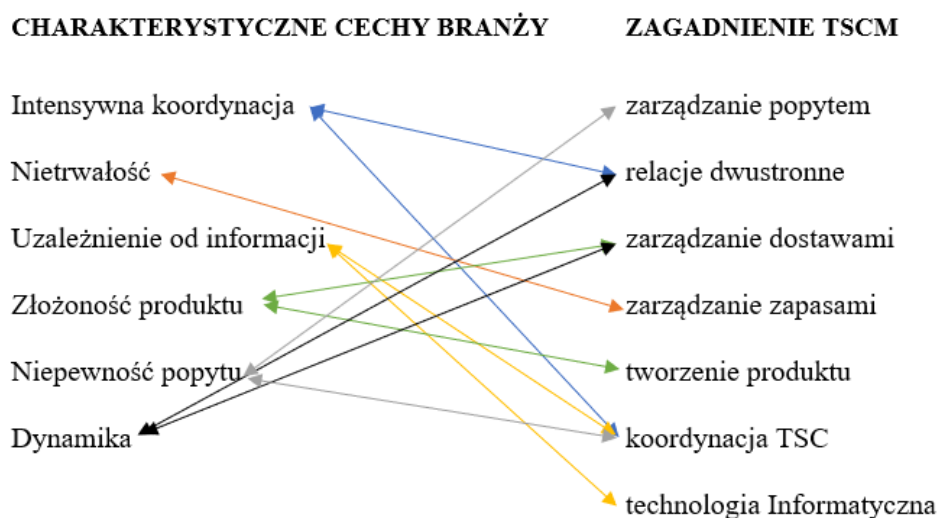 CHARAKTERYSTYCZNE CECHY BRANŻY ZAGADNIENIE TSCM
Intensywna koordynacja zarządzanie popytem
Nietrwałość relacje dwustronne
Uzależnienie od informacji zarządzanie dostawami
Złożoność produktu zarządzanie zapasami
Niepewność popytu tworzenie produktu
Dynamika koordynacja TSC
technologia Informatyczna